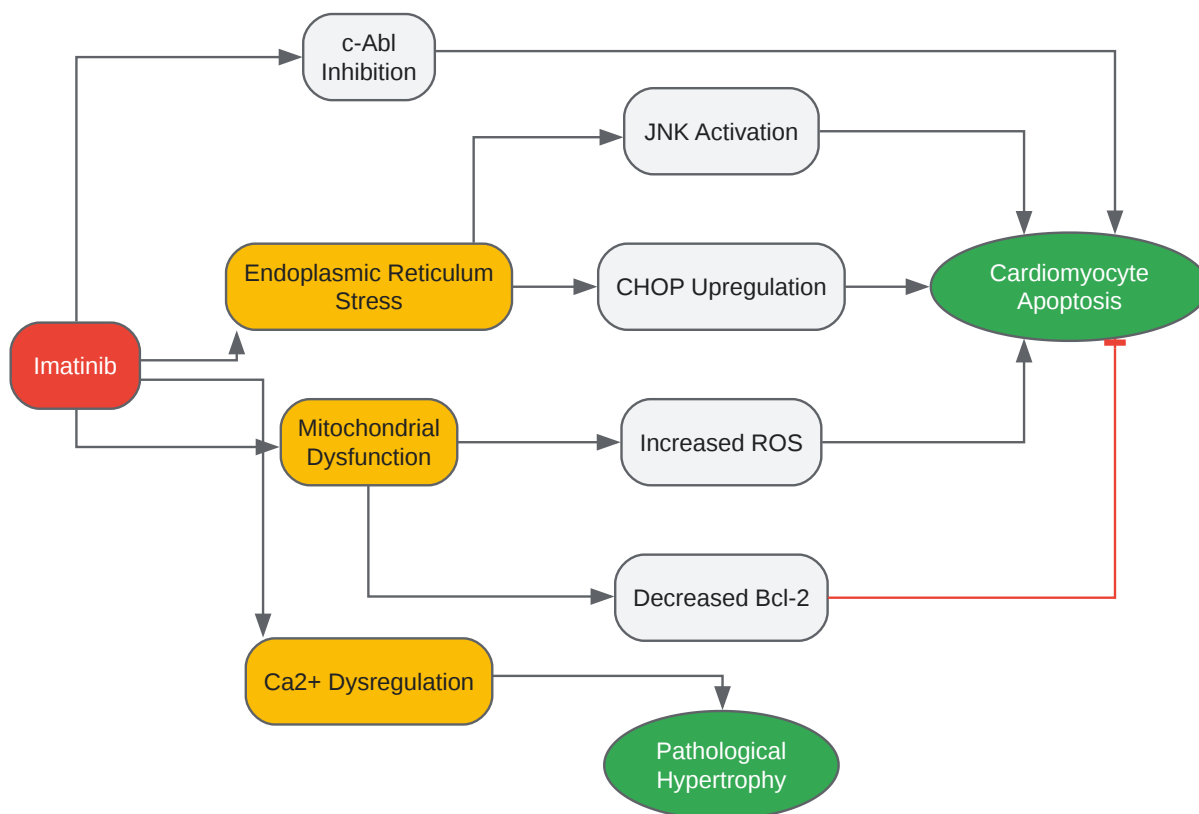 c-Abl
Inhibition
JNK Activation
Endoplasmic Reticulum
Stress
CHOP Upregulation
Cardiomyocyte
Apoptosis
Imatinib
Mitochondrial
Dysfunction
Increased ROS
Decreased Bcl-2
Ca2+ Dysregulation
Pathological
Hypertrophy